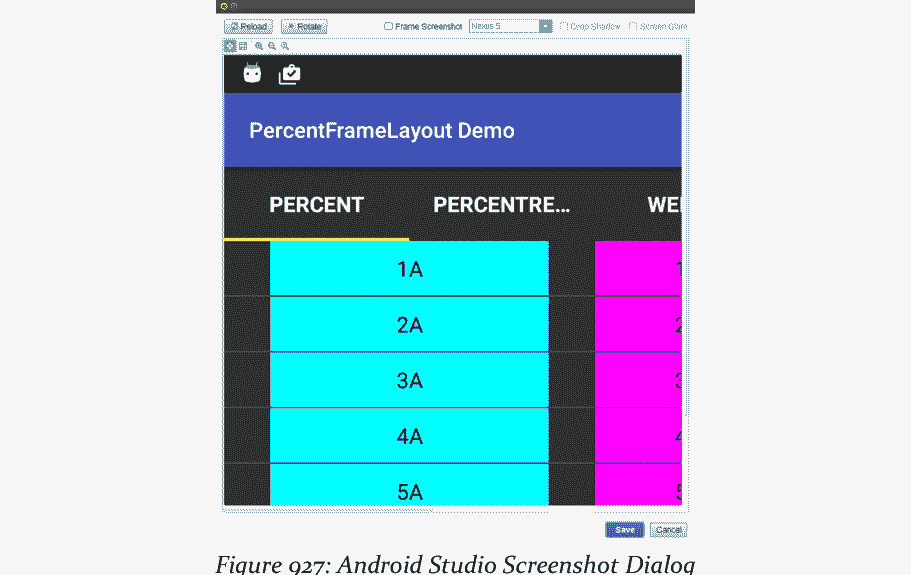 Reload Rotate Frame Screenshot Nexus 5 Drop Shadow Screen Glare
PercentFrameLayout Demo
PERCENT PERCENTRE...
1A
2A
3A
4A
5A
Save Cancel
Figure 927: Android Studio Screenshot Dialog